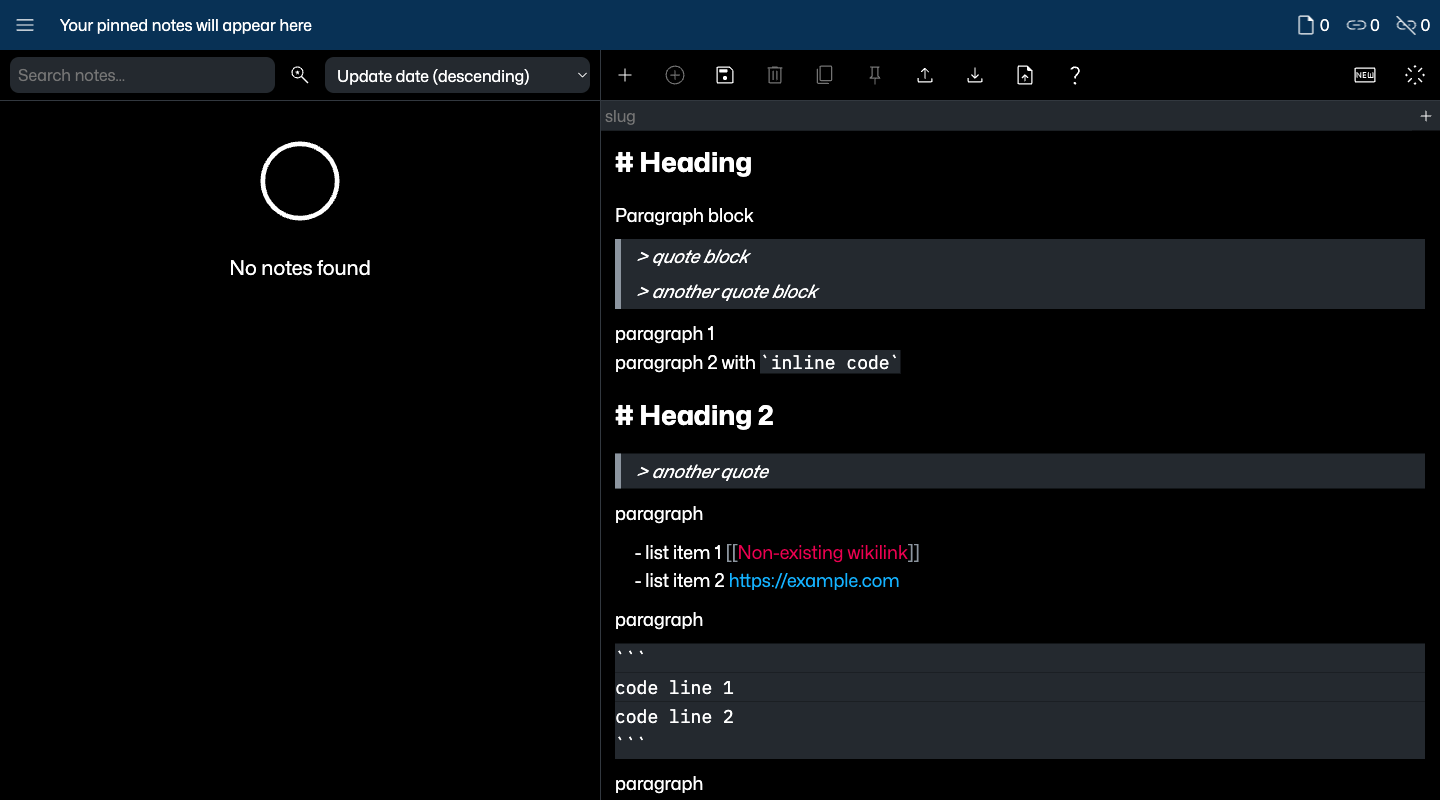 Your pinned notes will appear here
0
0
0
Search notes...
Update date (descending)
NEW
slug
# Heading
Paragraph block
> quote block
> another quote block
paragraph 1
paragraph 2 with `inline code`
# Heading 2
> another quote
paragraph
- list item 1 [[Non-existing wikilink]]
- list item 2 https://example.com
paragraph
```
code line 1
code line 2
```
paragraph
No notes found